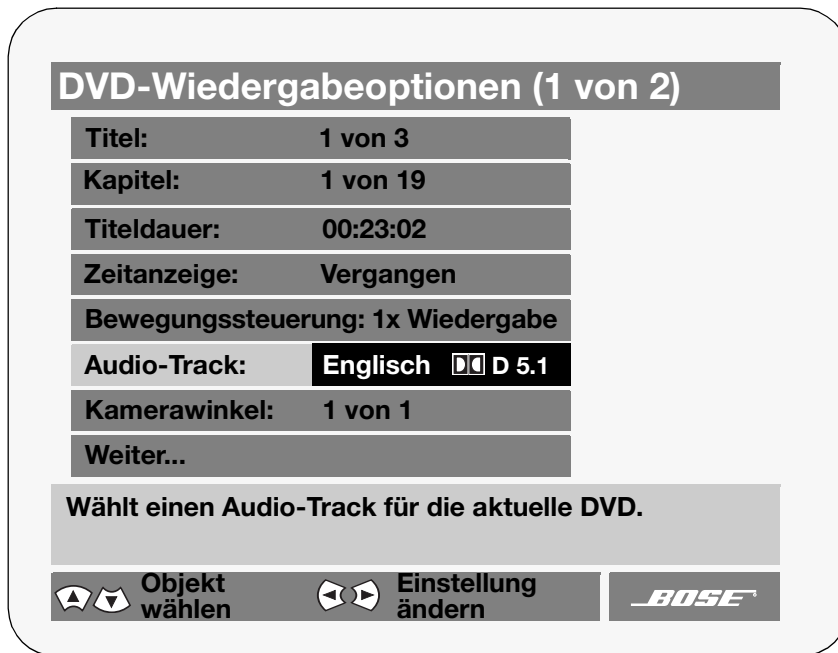 DVD-Wiedergabeoptionen (1 von 2)
Titel: 1 von 3
Kapitel: 1 von 19
Titeldauer: 00:23:02
Zeitanzeige: Vergangen
Bewegungssteuerung: 1x Wiedergabe
Audio-Track: Englisch D 5.1
Kamerawinkel: 1 von 1
Weiter...
Wählt einen Audio-Track für die aktuelle DVD.
Objekt wählen
Einstellung ändern
BOSE